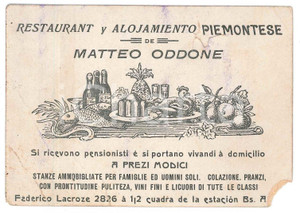 RESTAURANT y ALOJAMIENTO PIEMONTESE
DE
MATTEO ODDONE
Si ricevono pensionisti é si portano vivandi à domicilio
A PREZI MODICI
STANZE AMMOBIGLIATE PER FAMIGLIE ED UOMINI SOLI. COLAZIONE, PRANZI,
CON PRONTITUDINE PULITEZA, VINI FINI E LIQUORI DI TUTE LE CLASSI
Federico Lacroze 2826 à 1|2 cuadra de la estación Bs. A